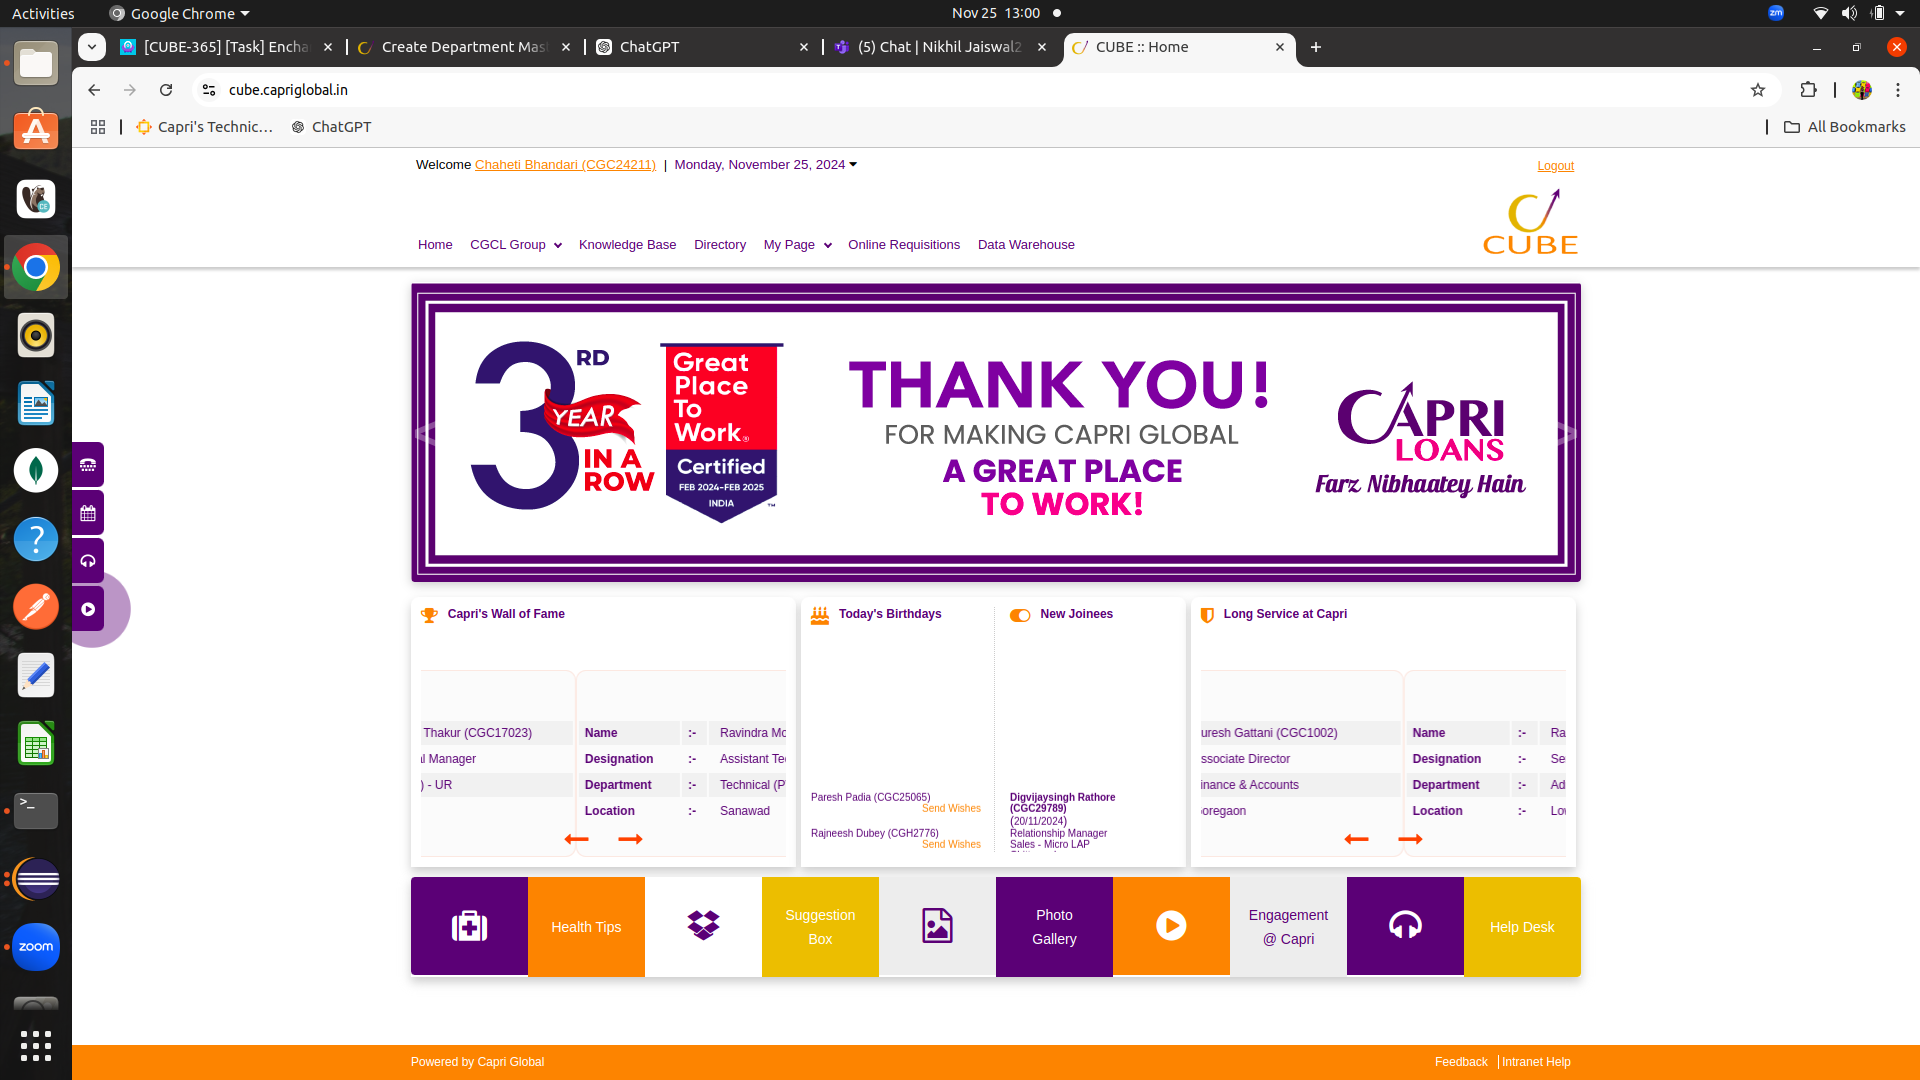 Activities
Google Chrome
Nov 25 13:00
zm
[CUBE-365] [Task] Encha
Create Department Mast
ChatGPT
(5) Chat | Nikhil Jaiswal2
CUBE :: Home
cube.capriglobal.in
Capri's Technic...
ChatGPT
All Bookmarks
Welcome Chaheti Bhandari (CGC24211) | Monday, November 25, 2024
Logout
Home
CGCL Group
Knowledge Base
Directory
My Page
Online Requisitions
Data Warehouse
CUBE
3RD
YEAR
IN A
ROW
Great
Place
To
Work®
Certified
FEB 2024-FEB 2025
INDIA
™
THANK YOU!
FOR MAKING CAPRI GLOBAL
A GREAT PLACE
TO WORK!
CAPRI
LOANS
Farz Nibhaatey Hain
Capri's Wall of Fame
Thakur (CGC17023)
l Manager
) - UR
Name :- Ravindra Mo
Designation :- Assistant Te
Department :- Technical (P
Location :- Sanawad
Today's Birthdays
Paresh Padia (CGC25065)
Send Wishes
Rajneesh Dubey (CGH2776)
Send Wishes
New Joinees
Digvijaysingh Rathore
(CGC29789)
(20/11/2024)
Relationship Manager
Sales - Micro LAP
Long Service at Capri
uresh Gattani (CGC1002)
ssociate Director
inance & Accounts
oregaon
Name :- Ra
Designation :- Se
Department :- Ad
Location :- Lo
Health Tips
Suggestion
Box
Photo
Gallery
Engagement
@ Capri
Help Desk
zoom
Powered by Capri Global
Feedback | Intranet Help